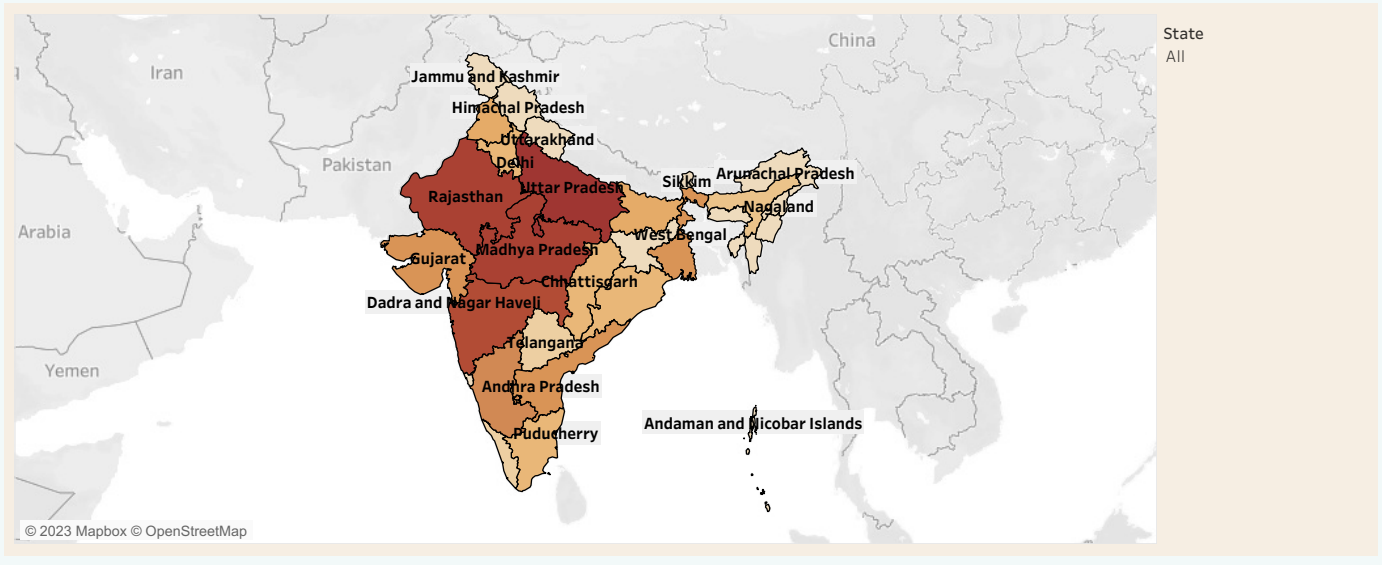 State
All
China
Iran
Jammu and Kashmir
Himachal Pradesh
Uttarakhand
Pakistan
Delhi
Arunachal Pradesh
Sikkim
Uttar Pradesh
Rajasthan
Nagaland
Arabia
West Bengal
Madhya Pradesh
Gujarat
Chhattisgarh
Dadra and Nagar Haveli
Telangana
Yemen
Andhra Pradesh
Andaman and Nicobar Islands
Puducherry
© 2023 Mapbox © OpenStreetMap